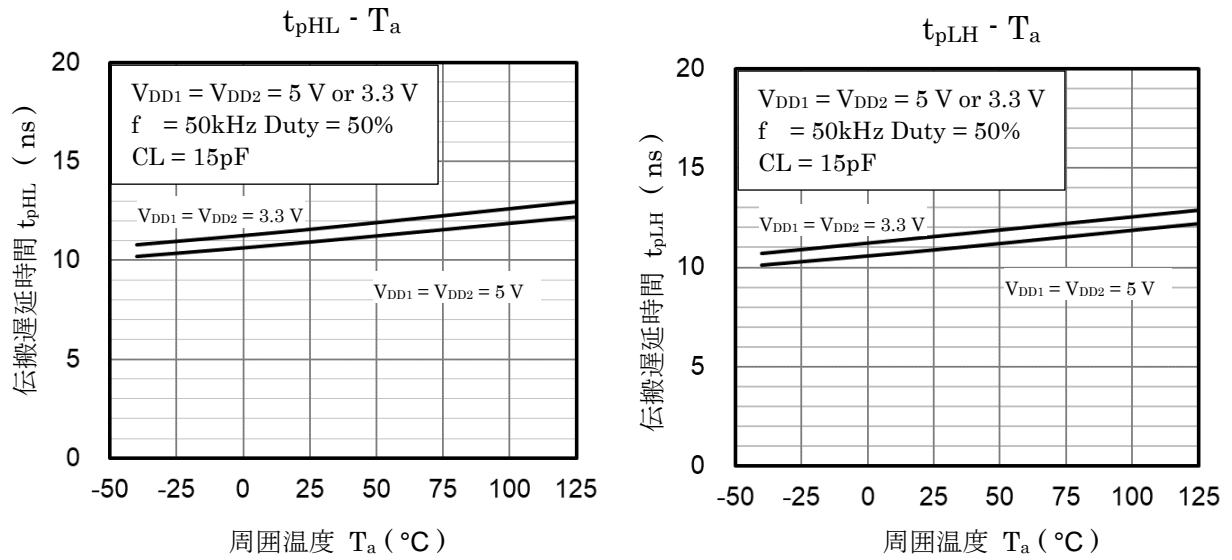 tpHL - Ta
20
15
10
5
0
伝搬遅延時間 tpHL ( ns )
VDD1 = VDD2 = 5 V or 3.3 V
f = 50kHz Duty = 50%
CL = 15pF
VDD1 = VDD2 = 3.3 V
VDD1 = VDD2 = 5 V
-50 -25 0 25 50 75 100 125
周囲温度 Ta ( °C )
tpLH - Ta
20
15
10
5
0
伝搬遅延時間 tpLH ( ns )
VDD1 = VDD2 = 5 V or 3.3 V
f = 50kHz Duty = 50%
CL = 15pF
VDD1 = VDD2 = 3.3 V
VDD1 = VDD2 = 5 V
-50 -25 0 25 50 75 100 125
周囲温度 Ta ( °C )